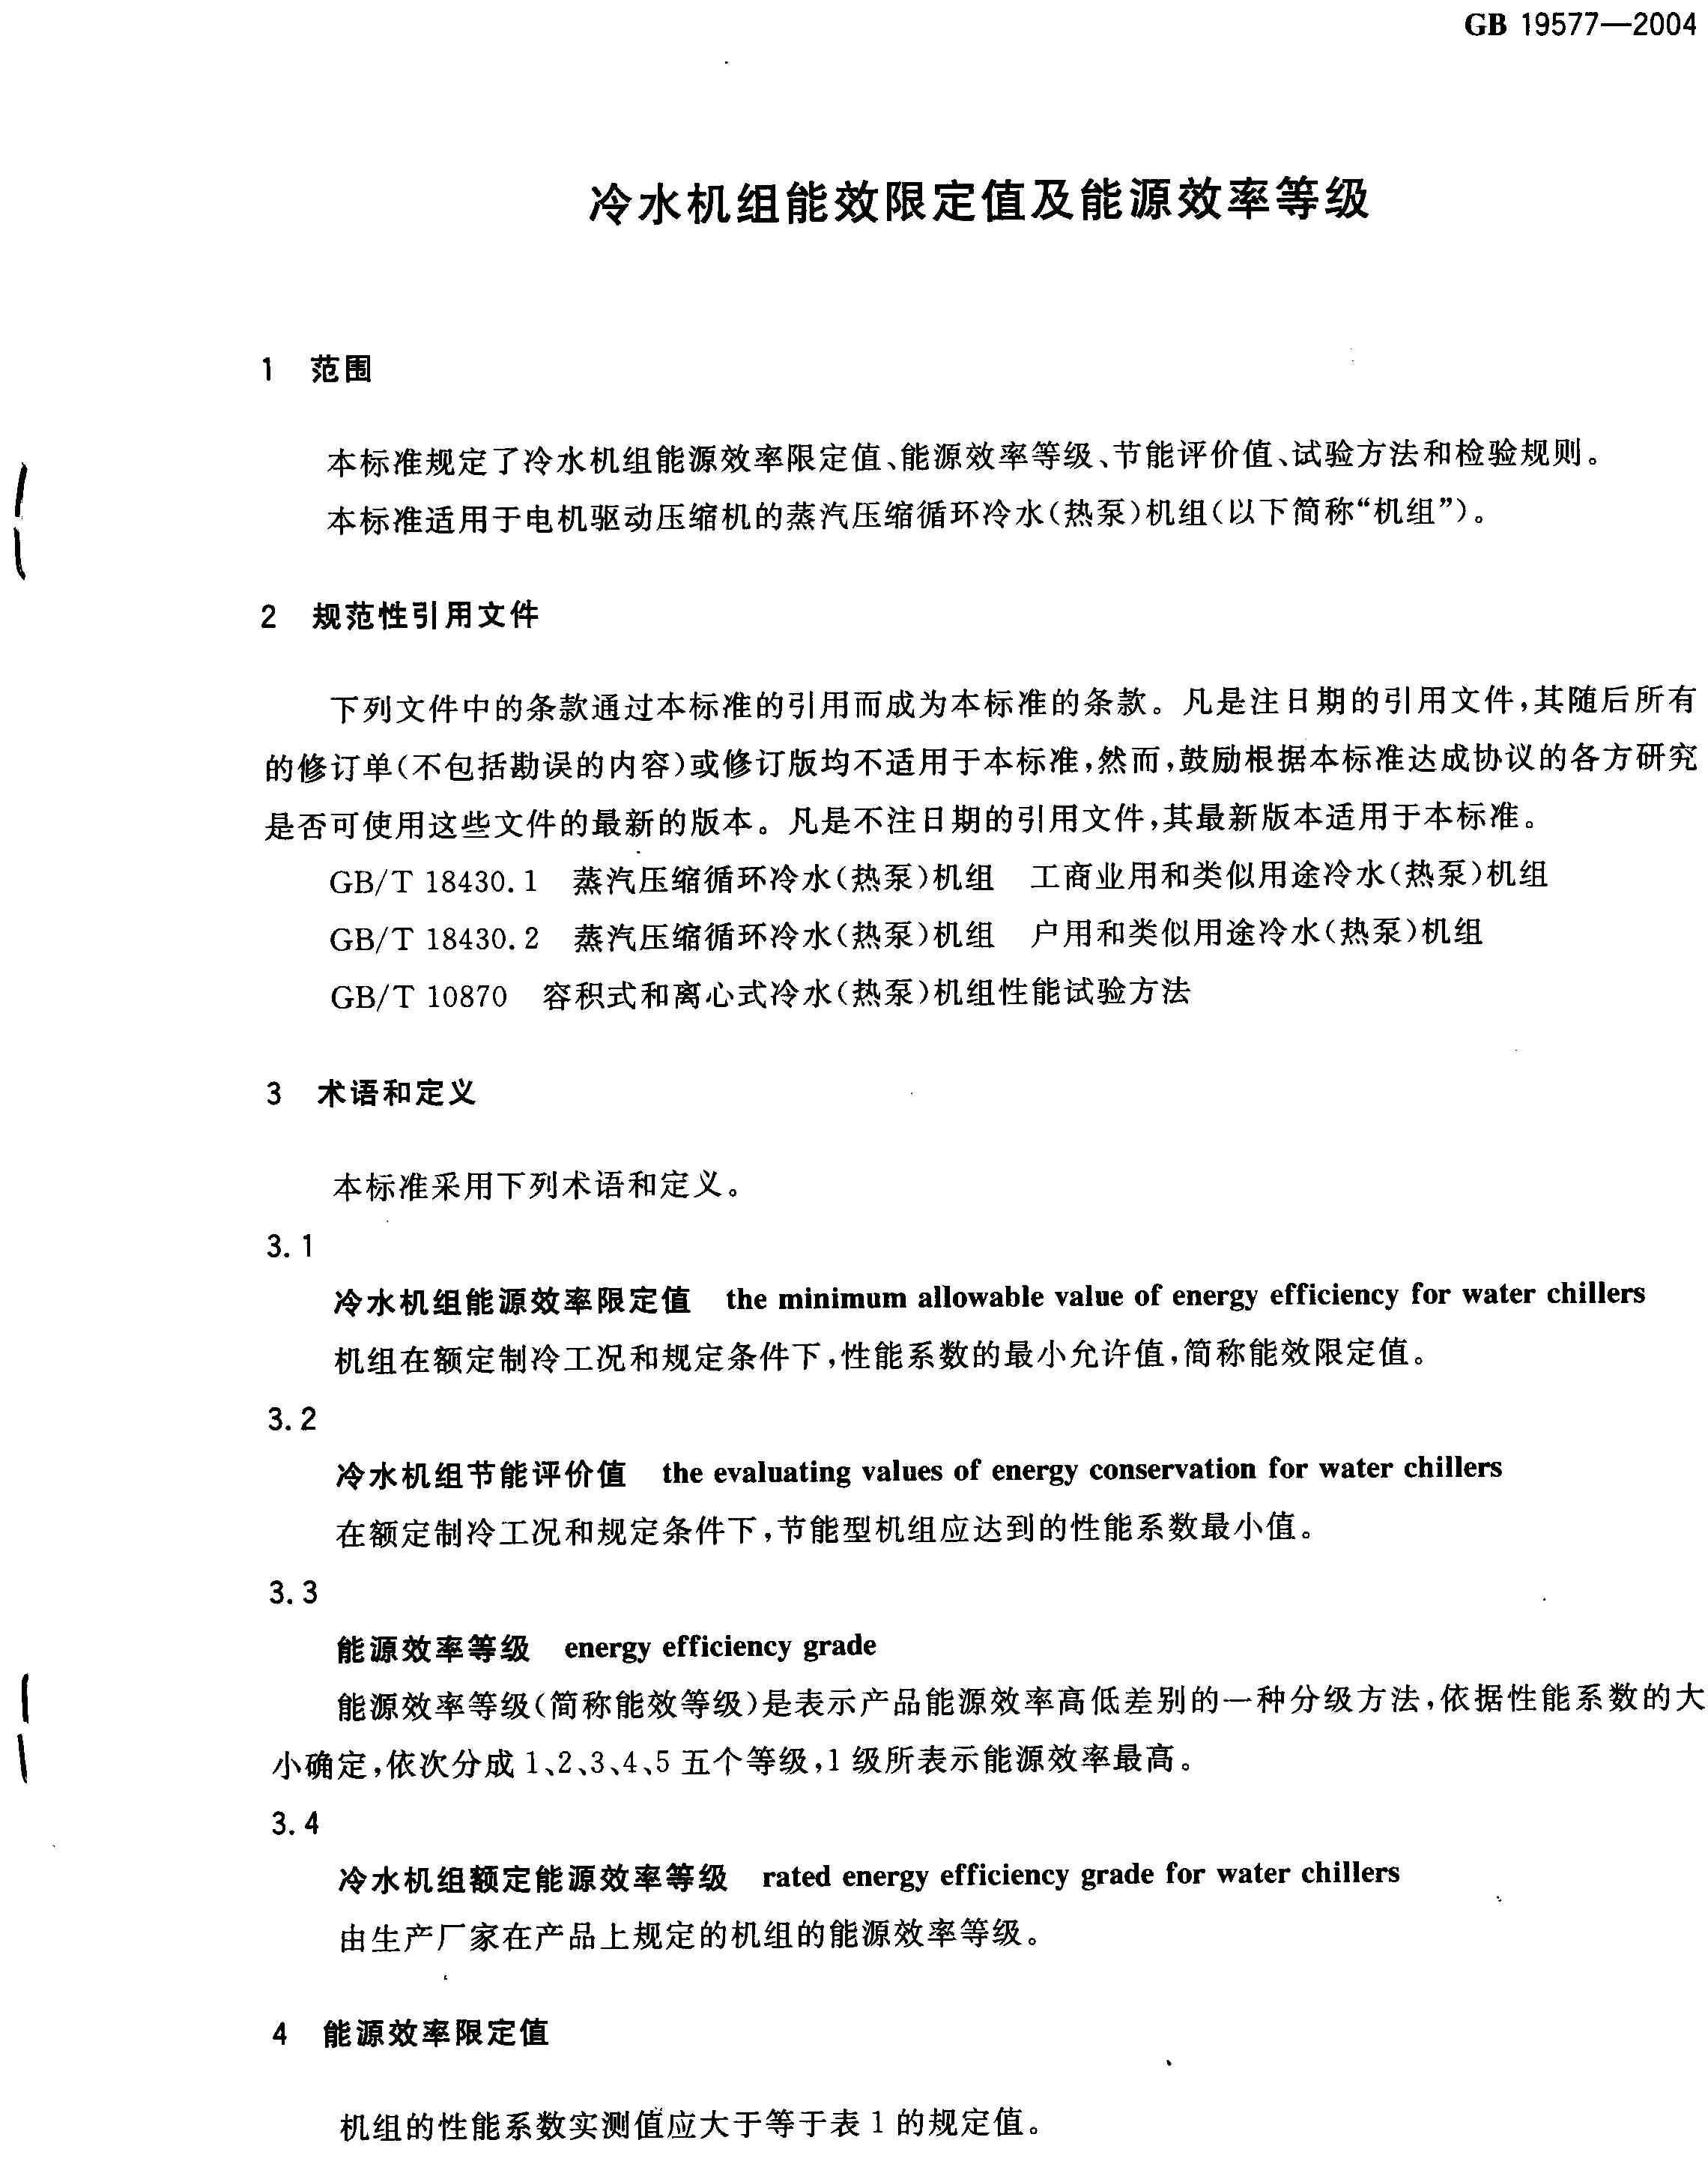 GB 19577—2004
冷水机组能效限定值及能源效率等级
1 范围
本标准规定了冷水机组能源效率限定值、能源效率等级、节能评价值、试验方法和检验规则。
本标准适用于电机驱动压缩机的蒸汽压缩循环冷水(热泵)机组(以下简称“机组”)。
2 规范性引用文件
下列文件中的条款通过本标准的引用而成为本标准的条款。凡是注日期的引用文件,其随后所有
的修订单(不包括勘误的内容)或修订版均不适用于本标准,然而,鼓励根据本标准达成协议的各方研究
是否可使用这些文件的最新的版本。凡是不注日期的引用文件,其最新版本适用于本标准。
GB/T 18430.1 蒸汽压缩循环冷水(热泵)机组 工商业用和类似用途冷水(热泵)机组
GB/T 18430.2 蒸汽压缩循环冷水(热泵)机组 户用和类似用途冷水(热泵)机组
GB/T 10870 容积式和离心式冷水(热泵)机组性能试验方法
3 术语和定义
本标准采用下列术语和定义。
3.1
冷水机组能源效率限定值 the minimum allowable value of energy efficiency for water chillers
机组在额定制冷工况和规定条件下,性能系数的最小允许值,简称能效限定值。
3.2
冷水机组节能评价值 the evaluating values of energy conservation for water chillers
在额定制冷工况和规定条件下,节能型机组应达到的性能系数最小值。
3.3
能源效率等级 energy efficiency grade
能源效率等级(简称能效等级)是表示产品能源效率高低差别的一种分级方法,依据性能系数的大
小确定,依次分成 1、2、3、4、5 五个等级,1 级所表示能源效率最高。
3.4
冷水机组额定能源效率等级 rated energy efficiency grade for water chillers
由生产厂家在产品上规定的机组的能源效率等级。
4 能源效率限定值
机组的性能系数实测值应大于等于表 1 的规定值。